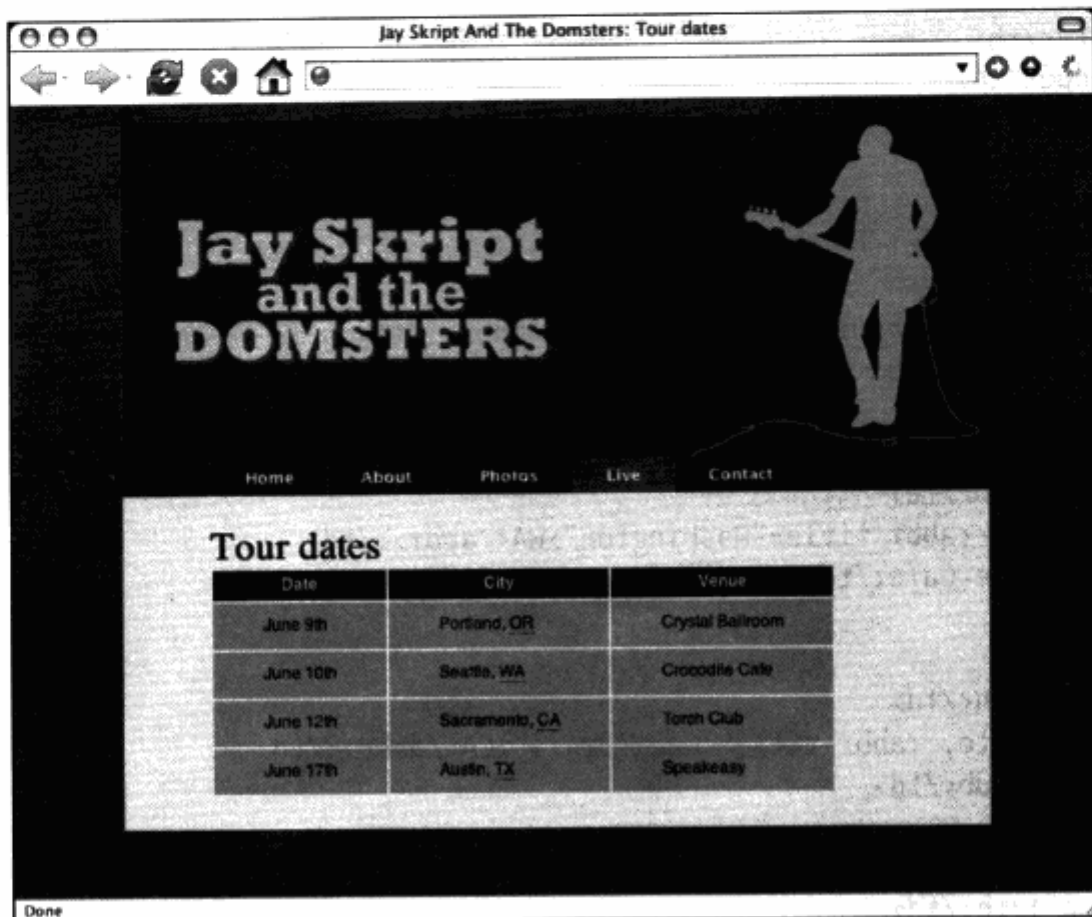 Jay Skript And The Domsters: Tour dates
Jay Skript
and the
DOMSTERS
Home About Photos Live Contact
Tour dates
Date City Venue
June 9th Portland, OR Crystal Ballroom
June 10th Seattle, WA Crocodile Cafe
June 12th Sacramento, CA Torch Club
June 17th Austin, TX Speakeasy
Done